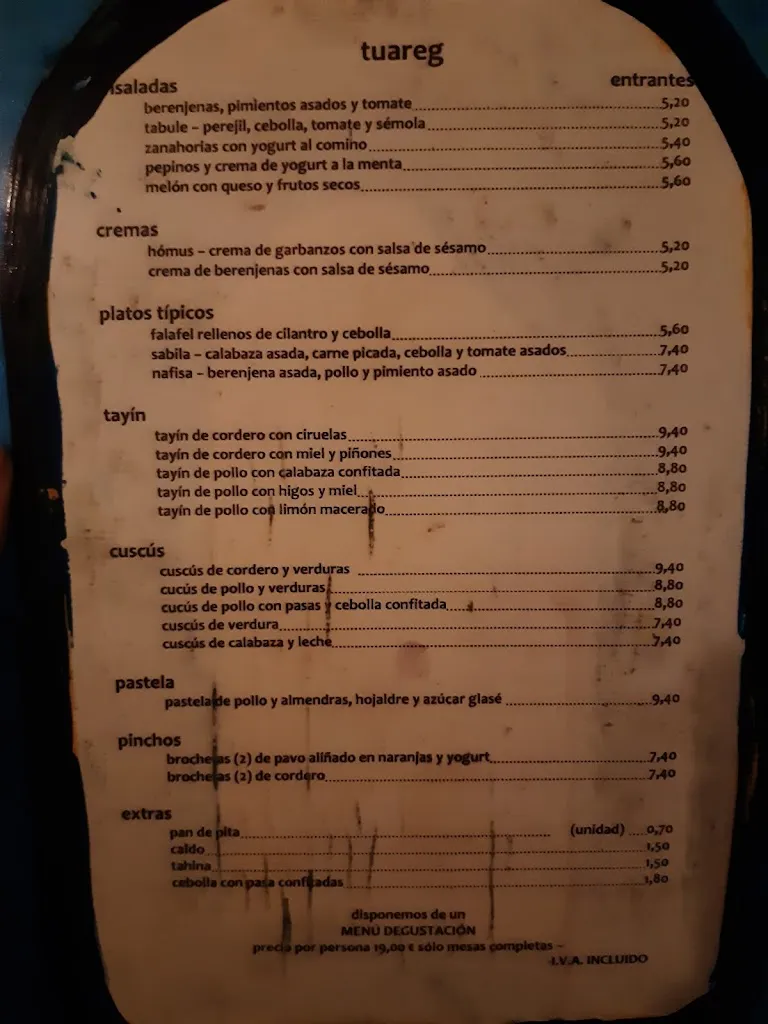 tuareg
entrantes
saladas
berenjenas, pimientos asados y tomate 5,20
tabule – perejil, cebolla, tomate y sémola 5,20
zanahorias con yogurt al comino 5,40
pepinos y crema de yogurt a la menta 5,60
melón con queso y frutos secos 5,60
cremas
hómus – crema de garbanzos con salsa de sésamo 5,20
crema de berenjenas con salsa de sésamo 5,20
platos típicos
falafel rellenos de cilantro y cebolla 5,60
sabila – calabaza asada, carne picada, cebolla y tomate asados 7,40
nafisa – berenjena asada, pollo y pimiento asado 7,40
tayín
tayín de cordero con ciruelas 9,40
tayín de cordero con miel y piñones 9,40
tayín de pollo con calabaza confitada 8,80
tayín de pollo con higos y miel 8,80
tayín de pollo con limón macerado 8,80
cuscús
cuscús de cordero y verduras 9,40
cucús de pollo y verduras 8,80
cucús de pollo con pasas y cebolla confitada 8,80
cuscús de verdura 7,40
cuscús de calabaza y leche 7,40
pastela
pastela de pollo y almendras, hojaldre y azúcar glasé 9,40
pinchos
brochetas (2) de pavo aliñado en naranjas y yogurt 7,40
brochetas (2) de cordero 7,40
extras
pan de pita (unidad) 0,70
caldo 1,50
tahina 1,50
cebolla con pasa confitadas 1,80
disponemos de un
MENÚ DEGUSTACIÓN
precio por persona 19,00 € sólo mesas completas –
-I.V.A. INCLUIDO